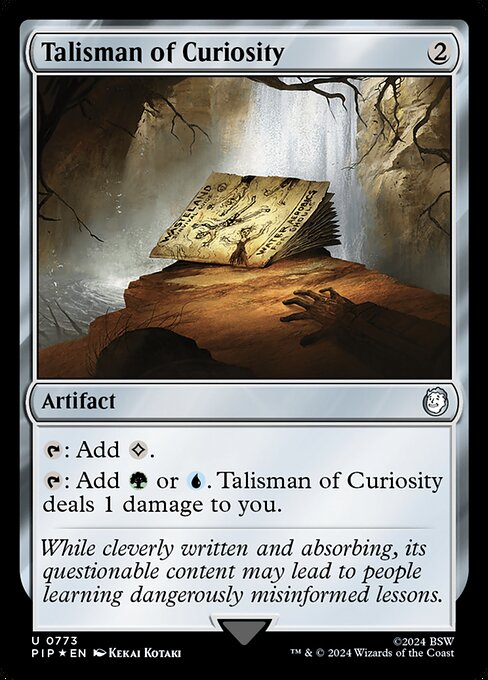 Talisman of Curiosity 2
WASTELAND
WATER
Artifact
: Add .
: Add or . Talisman of Curiosity
deals 1 damage to you.
While cleverly written and absorbing, its
questionable content may lead to people
learning dangerously misinformed lessons.
U 0773
PIP★EN Kekai Kotaki
©2024 BSW
™ & © 2024 Wizards of the Coast